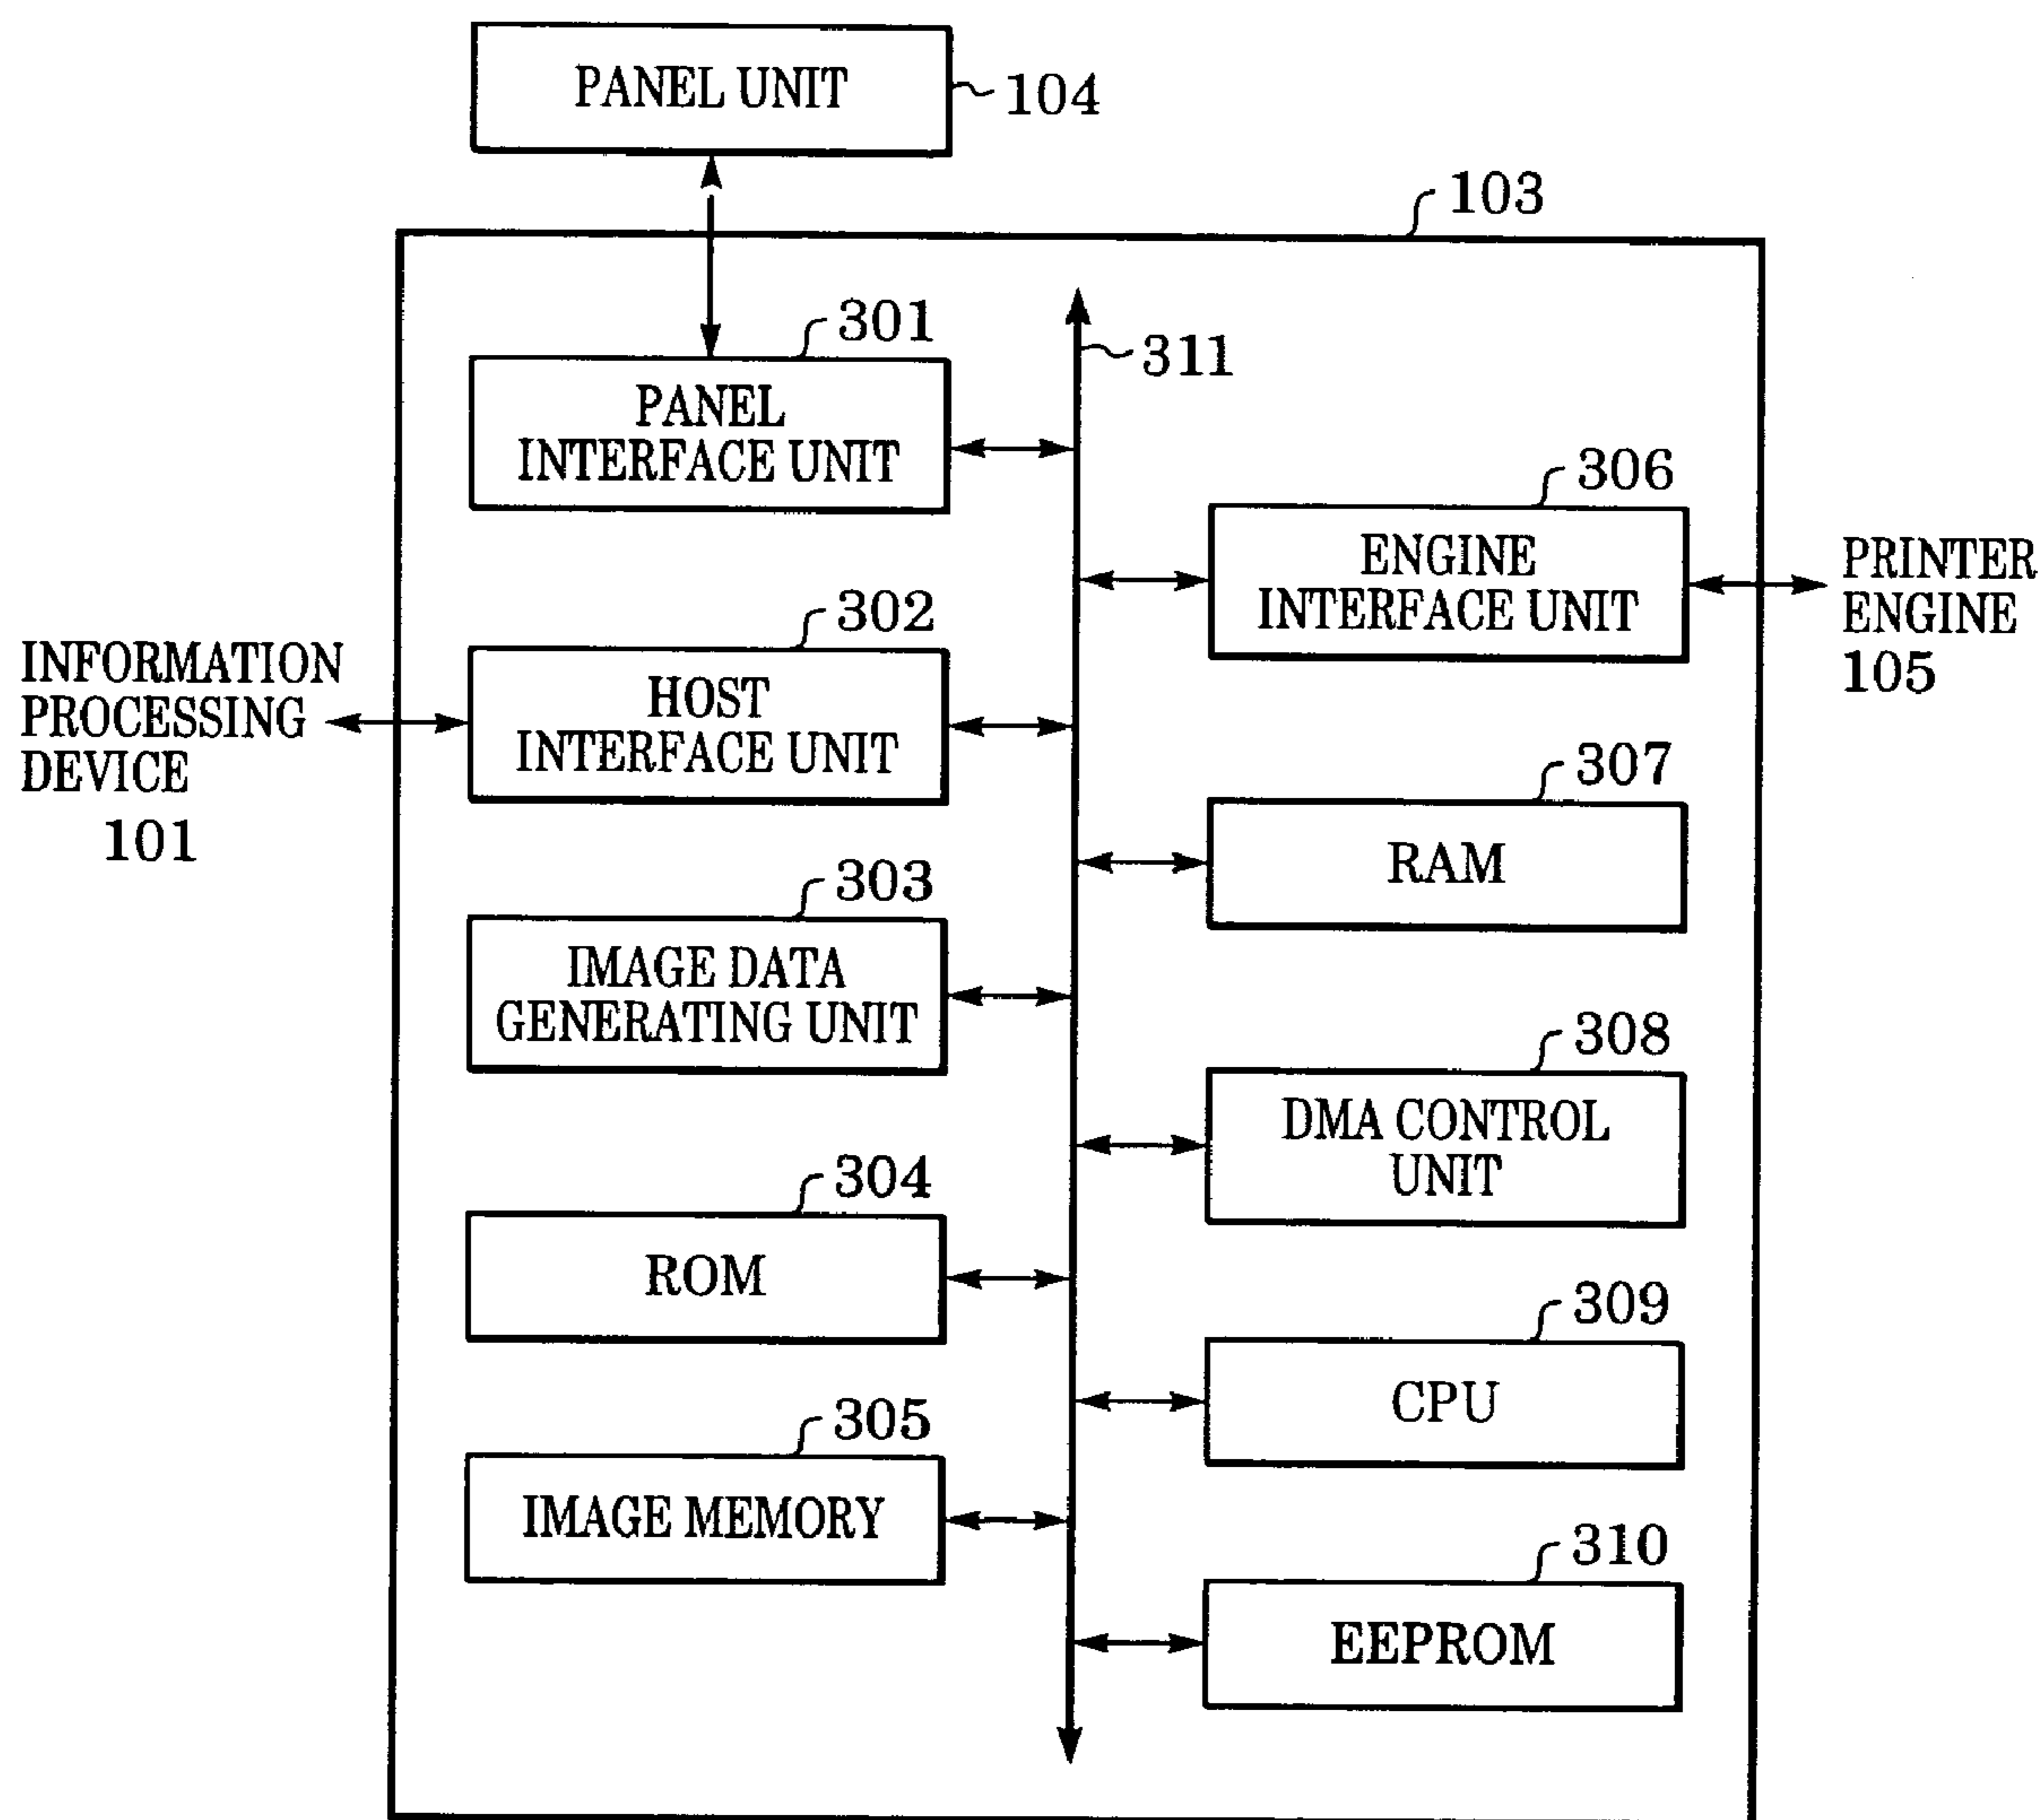 PANEL UNIT
104
103
301
PANEL
INTERFACE UNIT
311
306
ENGINE
INTERFACE UNIT
PRINTER
ENGINE
105
302
HOST
INTERFACE UNIT
INFORMATION
PROCESSING
DEVICE
101
307
RAM
303
IMAGE DATA
GENERATING UNIT
308
DMA CONTROL
UNIT
304
ROM
309
CPU
305
IMAGE MEMORY
310
EEPROM